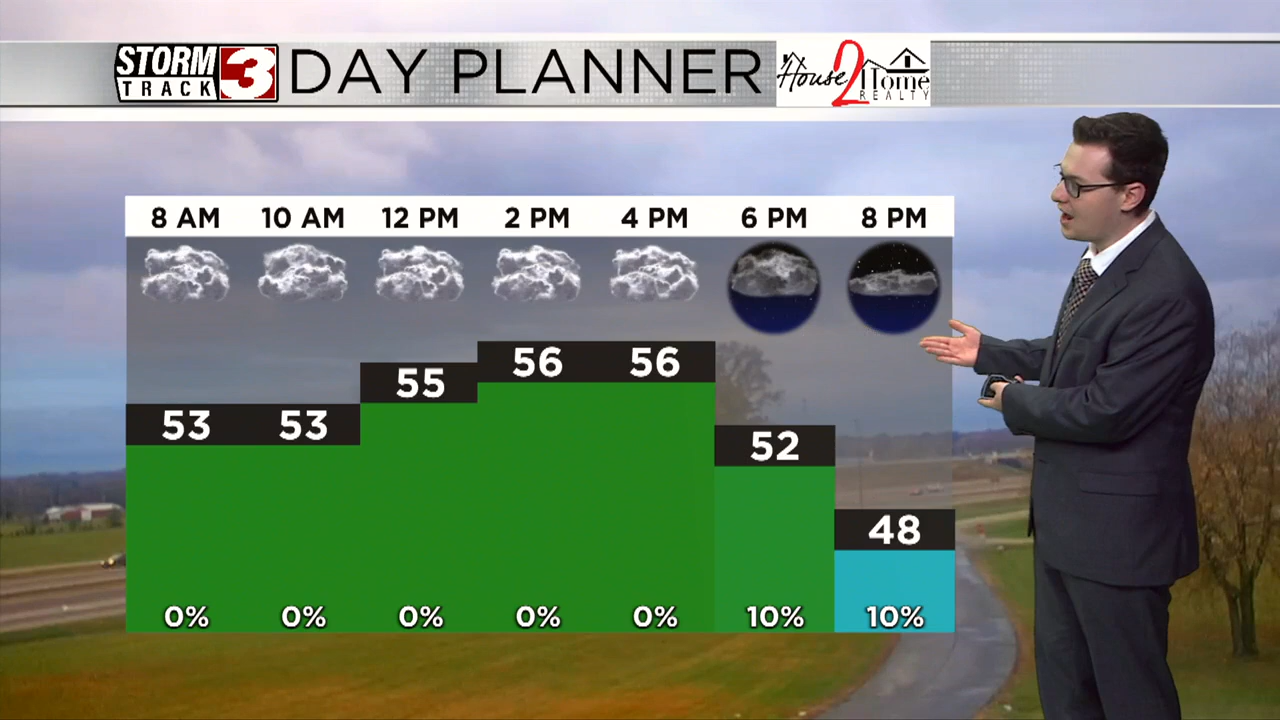 STORM TRACK 3 DAY PLANNER House 2 Home REALTY
8 AM 10 AM 12 PM 2 PM 4 PM 6 PM 8 PM
53 53 55 56 56 52 48
0% 0% 0% 0% 0% 10% 10%